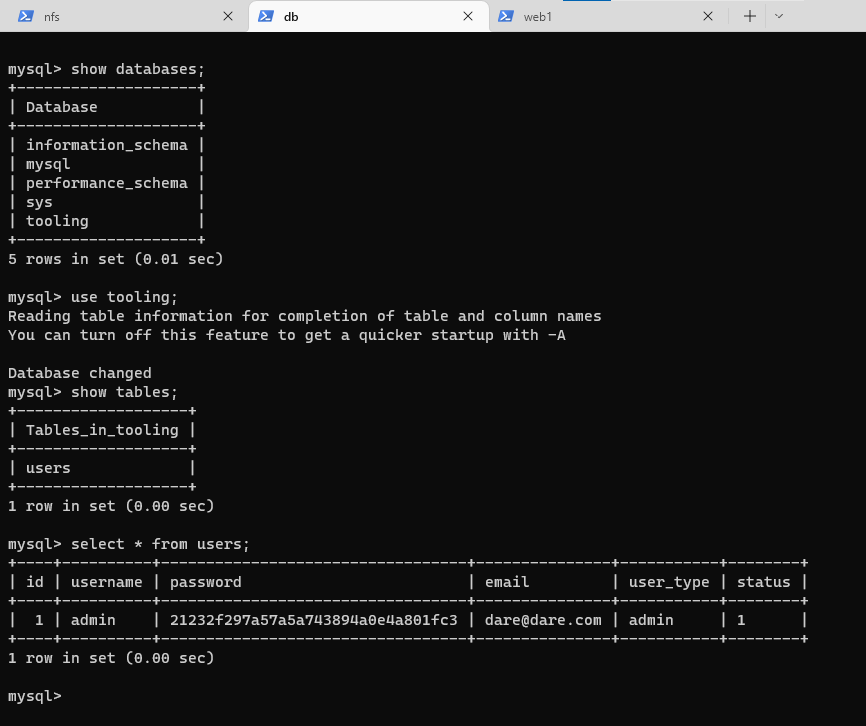 nfs db web1
mysql> show databases;
+--------------------+
| Database           |
+--------------------+
| information_schema |
| mysql              |
| performance_schema |
| sys                |
| tooling            |
+--------------------+
5 rows in set (0.01 sec)
mysql> use tooling;
Reading table information for completion of table and column names
You can turn off this feature to get a quicker startup with -A
Database changed
mysql> show tables;
+-------------------+
| Tables_in_tooling |
+-------------------+
| users             |
+-------------------+
1 row in set (0.00 sec)
mysql> select * from users;
+----+----------+----------------------------------+---------------+-----------+--------+
| id | username | password                         | email         | user_type | status |
+----+----------+----------------------------------+---------------+-----------+--------+
|  1 | admin    | 21232f297a57a5a743894a0e4a801fc3 | dare@dare.com | admin     | 1      |
+----+----------+----------------------------------+---------------+-----------+--------+
1 row in set (0.00 sec)
mysql>